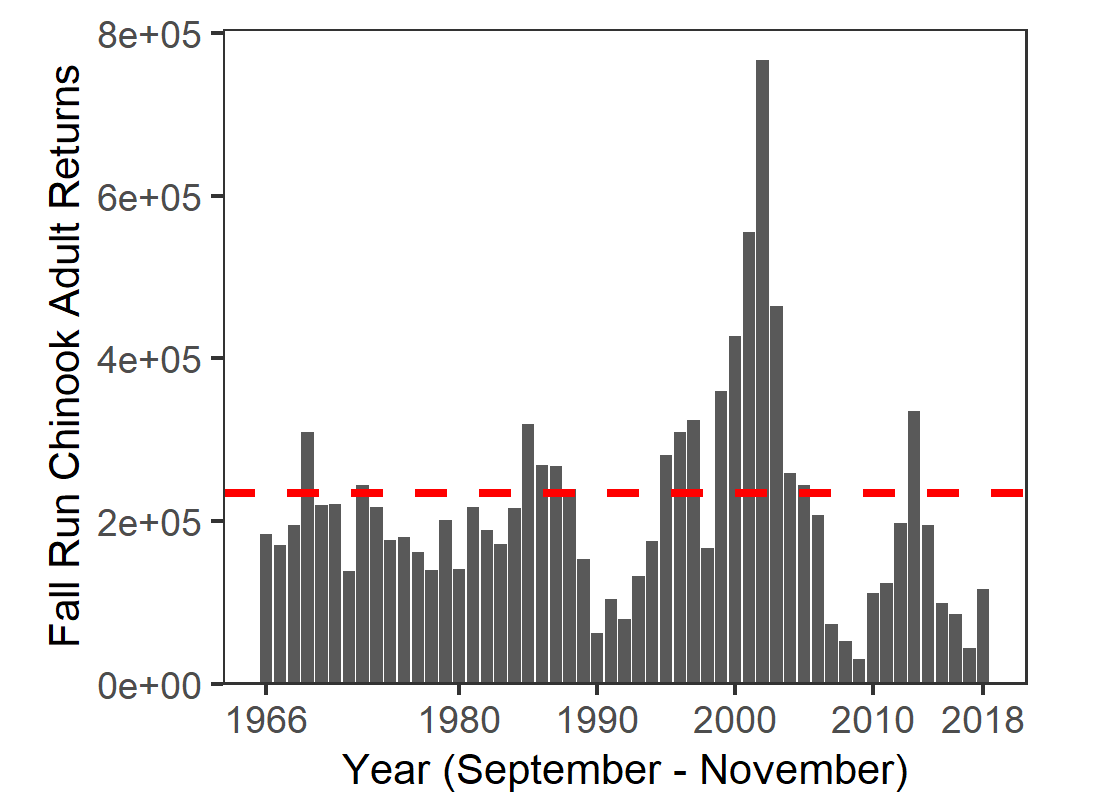 Fall Run Chinook Adult Returns
8e+05
6e+05
4e+05
2e+05
0e+00
1966 1980 1990 2000 2010 2018
Year (September - November)